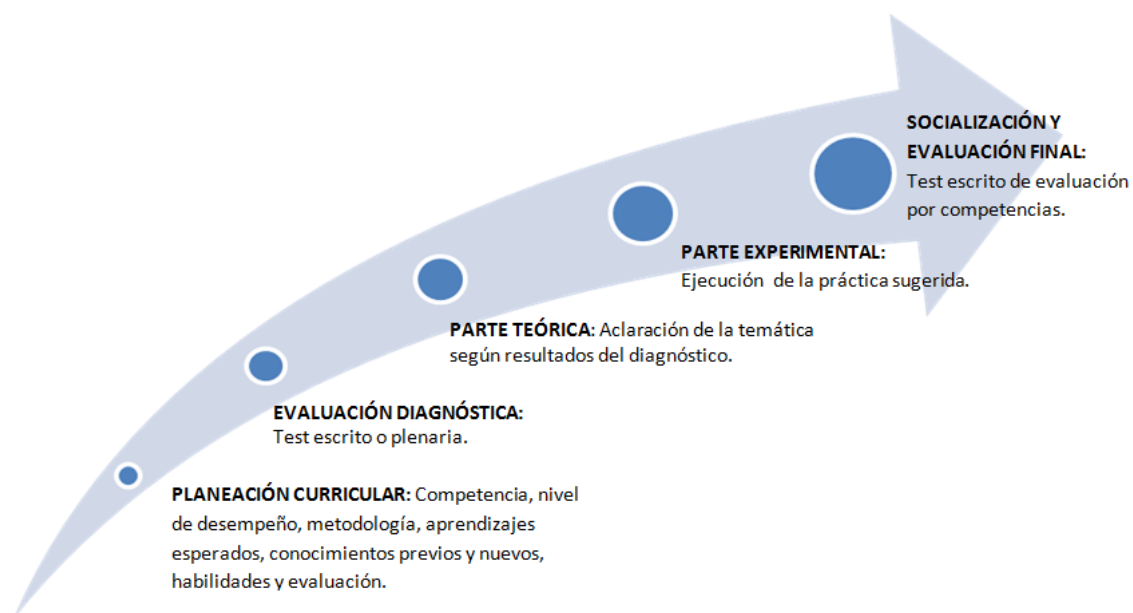 SOCIALIZACIÓN Y
EVALUACIÓN FINAL:
Test escrito de evaluación
por competencias.
PARTE EXPERIMENTAL:
Ejecución de la práctica sugerida.
PARTE TEÓRICA: Aclaración de la temática
según resultados del diagnóstico.
EVALUACIÓN DIAGNÓSTICA:
Test escrito o plenaria.
PLANEACIÓN CURRICULAR: Competencia, nivel
de desempeño, metodología, aprendizajes
esperados, conocimientos previos y nuevos,
habilidades y evaluación.